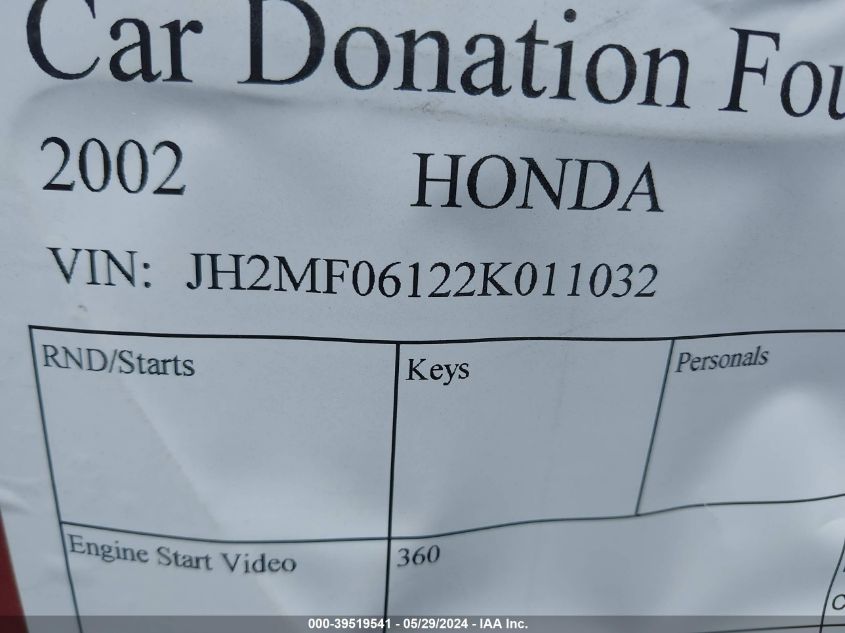 Car Donation Fou
2002 HONDA
VIN: JH2MF06122K011032
RND/Starts Keys Personals
Engine Start Video 360
000-39519541 - 05/29/2024 - IAA Inc.